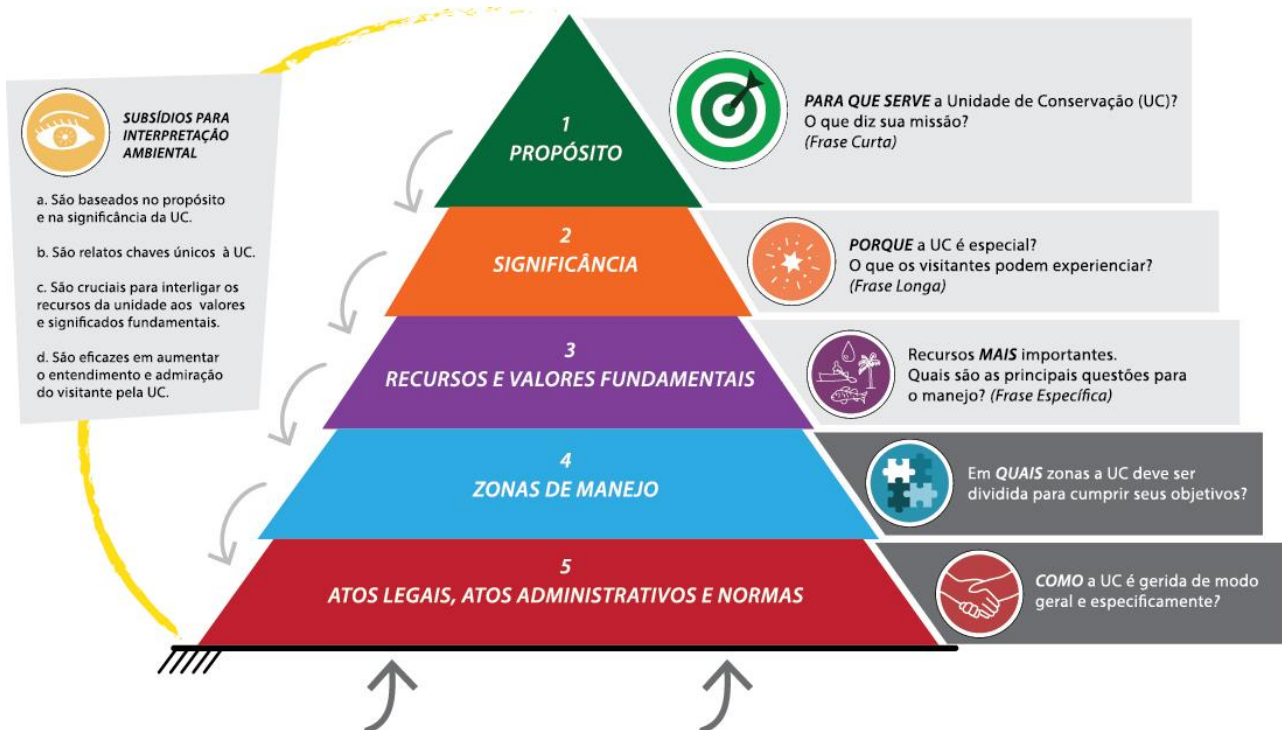 SUBSÍDIOS PARA
INTERPRETAÇÃO
AMBIENTAL
a. São baseados no propósito
e na significância da UC.
b. São relatos chaves únicos à UC.
c. São cruciais para interligar os
recursos da unidade aos valores
e significados fundamentais.
d. São eficazes em aumentar
o entendimento e admiração
do visitante pela UC.
1
PROPÓSITO
PARA QUE SERVE a Unidade de Conservação (UC)?
O que diz sua missão?
(Frase Curta)
2
SIGNIFICÂNCIA
PORQUE a UC é especial?
O que os visitantes podem experienciar?
(Frase Longa)
3
RECURSOS E VALORES FUNDAMENTAIS
Recursos MAIS importantes.
Quais são as principais questões para
o manejo? (Frase Específica)
4
ZONAS DE MANEJO
Em QUAIS zonas a UC deve ser
dividida para cumprir seus objetivos?
5
ATOS LEGAIS, ATOS ADMINISTRATIVOS E NORMAS
COMO a UC é gerida de modo
geral e especificamente?